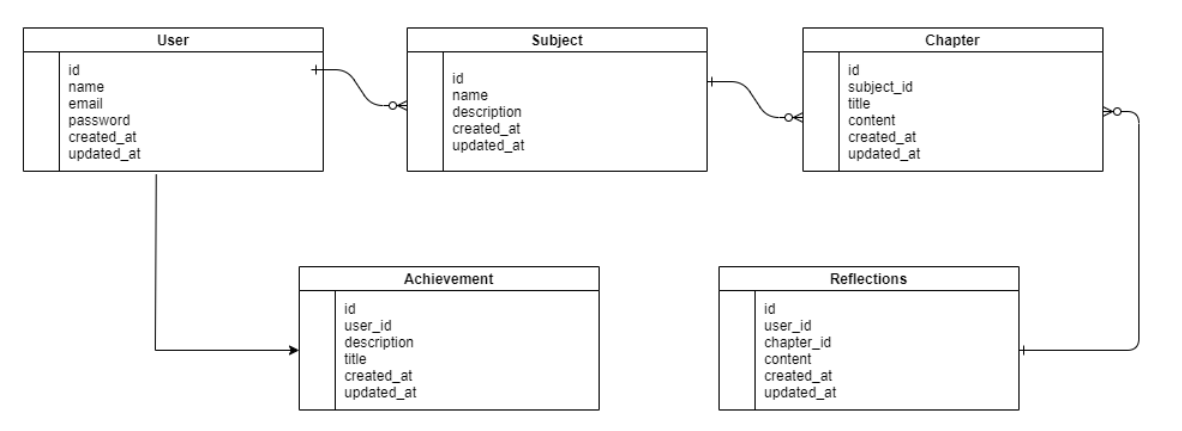 User
id
name
email
password
created_at
updated_at
Subject
id
name
description
created_at
updated_at
Chapter
id
subject_id
title
content
created_at
updated_at
Achievement
id
user_id
description
title
created_at
updated_at
Reflections
id
user_id
chapter_id
content
created_at
updated_at